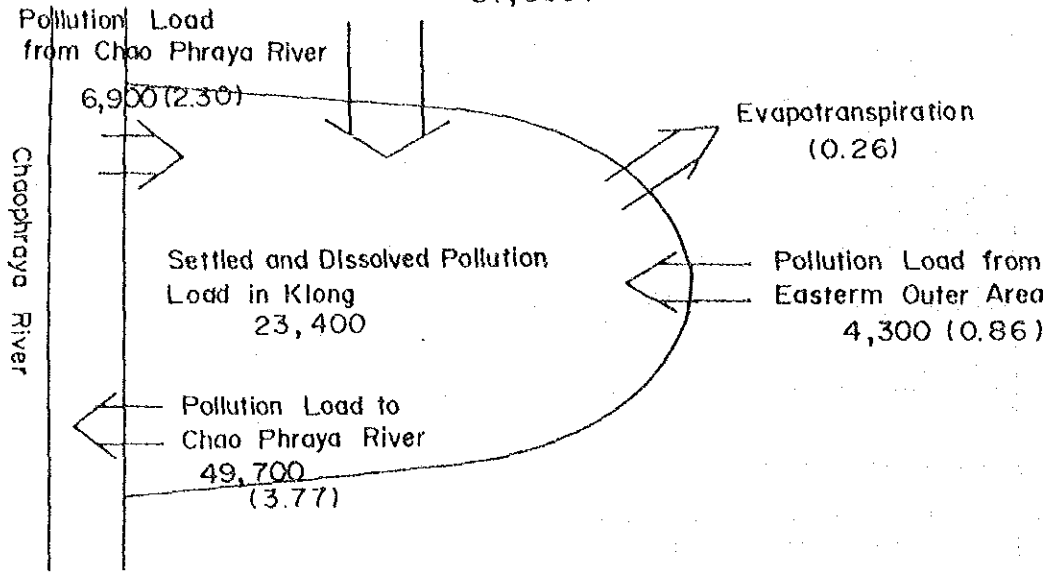 Pollution Load
from Chao Phraya River
6,900 (2.30)
Evapotranspiration
(0.26)
Chaophraya River
Settled and Dissolved Pollution
Load in Klong
23,400
Pollution Load from
Easterm Outer Area
4,300 (0.86)
Pollution Load to
Chao Phraya River
49,700
(3.77)